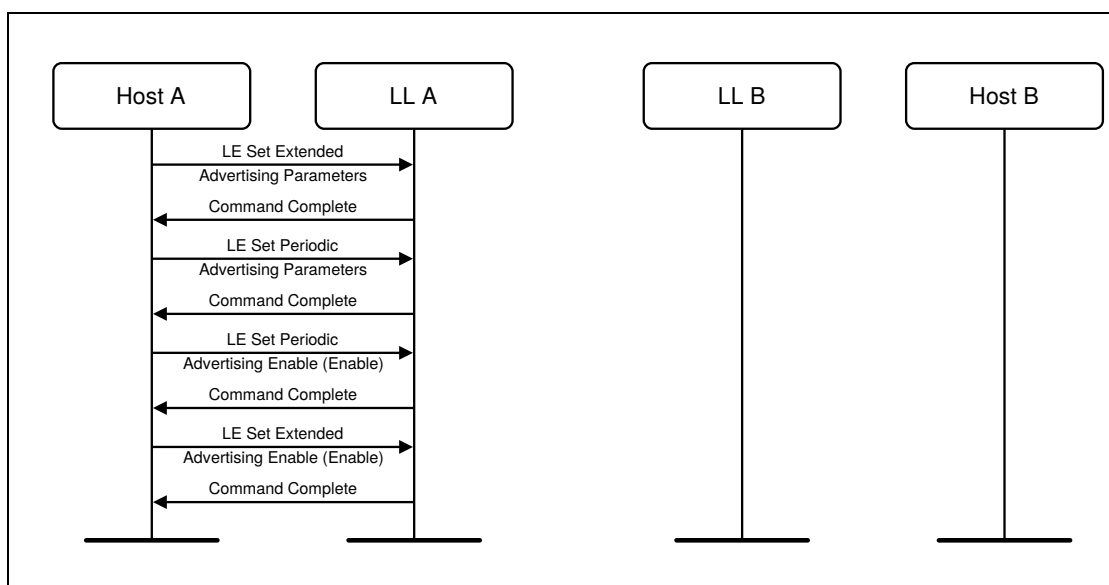 Host A
LL A
LL B
Host B
LE Set Extended
Advertising Parameters
Command Complete
LE Set Periodic
Advertising Parameters
Command Complete
LE Set Periodic
Advertising Enable (Enable)
Command Complete
LE Set Extended
Advertising Enable (Enable)
Command Complete